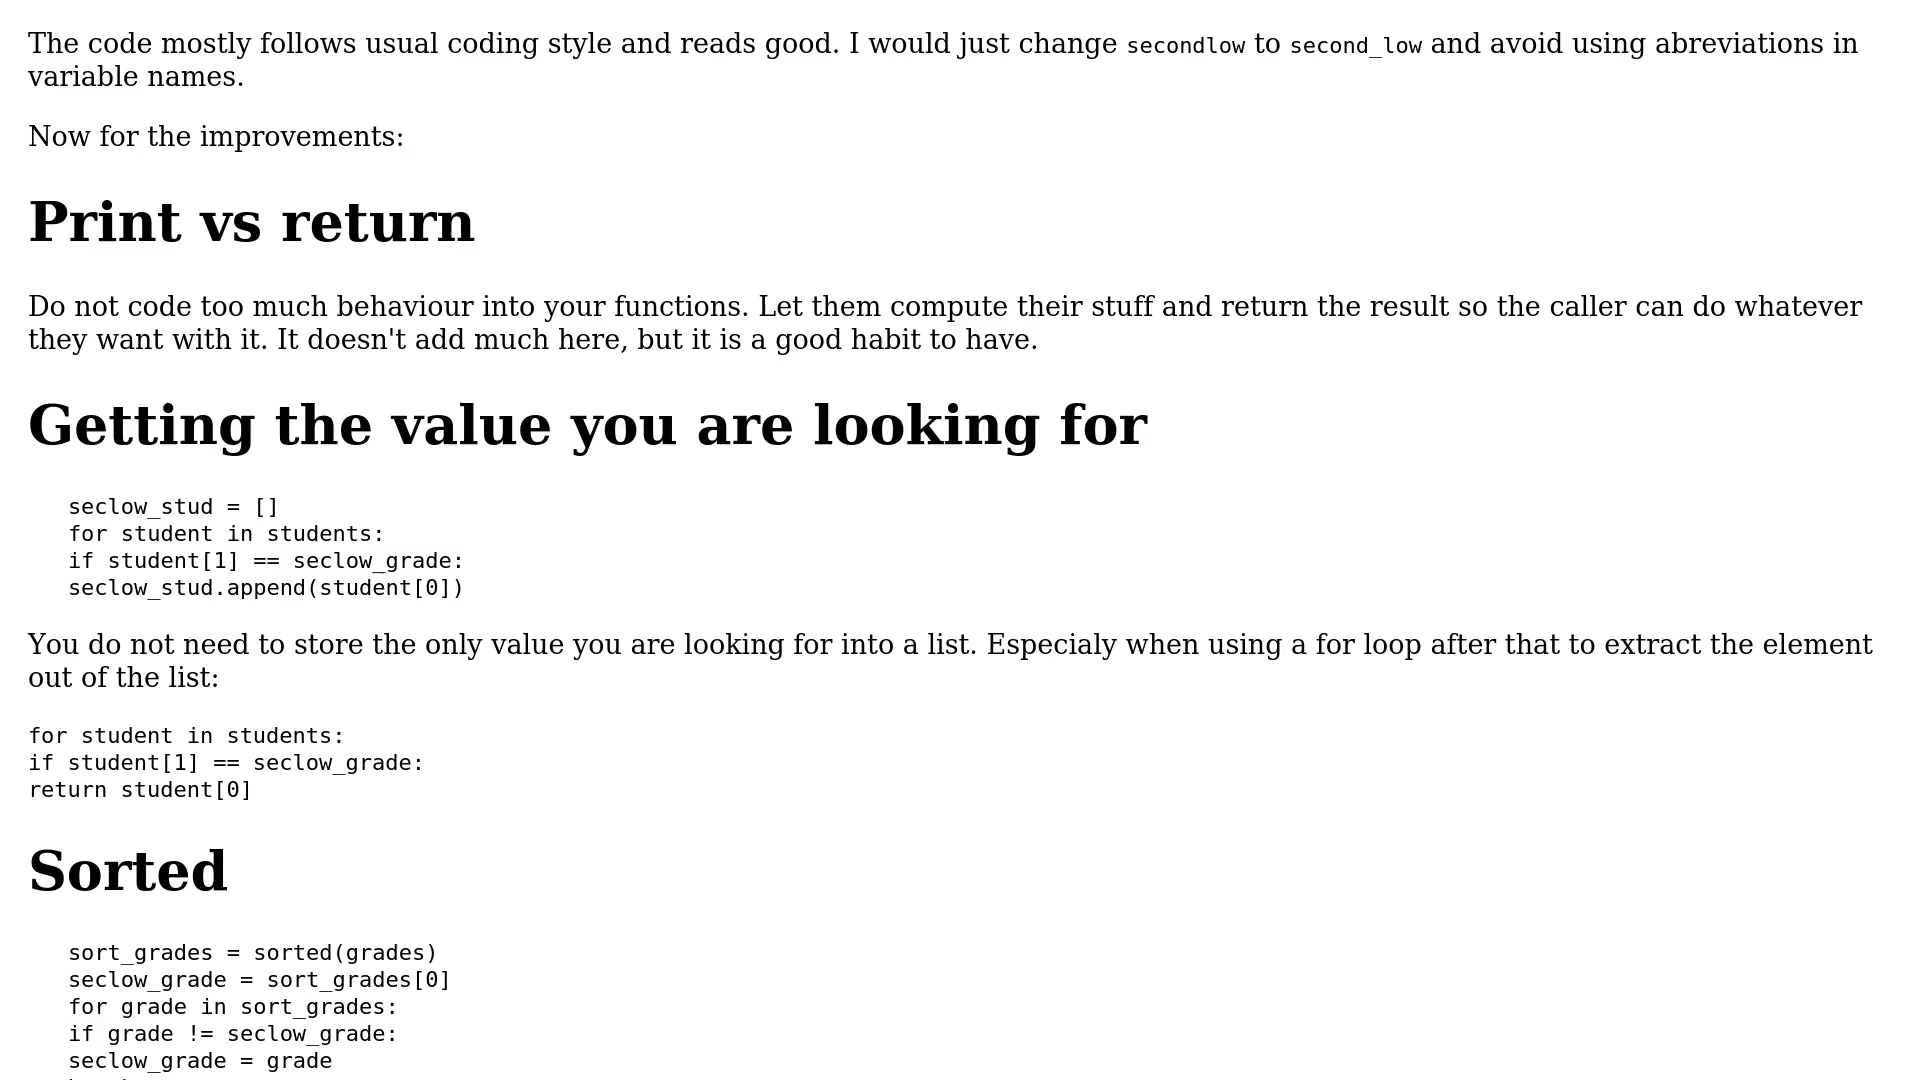 The code mostly follows usual coding style and reads good. I would just change secondlow to second_low and avoid using abreviations in
variable names.
Now for the improvements:
Print vs return
Do not code too much behaviour into your functions. Let them compute their stuff and return the result so the caller can do whatever
they want with it. It doesn't add much here, but it is a good habit to have.
Getting the value you are looking for
seclow_stud = []
for student in students:
if student[1] == seclow_grade:
seclow_stud.append(student[0])
You do not need to store the only value you are looking for into a list. Especialy when using a for loop after that to extract the element
out of the list:
for student in students:
if student[1] == seclow_grade:
return student[0]
Sorted
sort_grades = sorted(grades)
seclow_grade = sort_grades[0]
for grade in sort_grades:
if grade != seclow_grade:
seclow_grade = grade